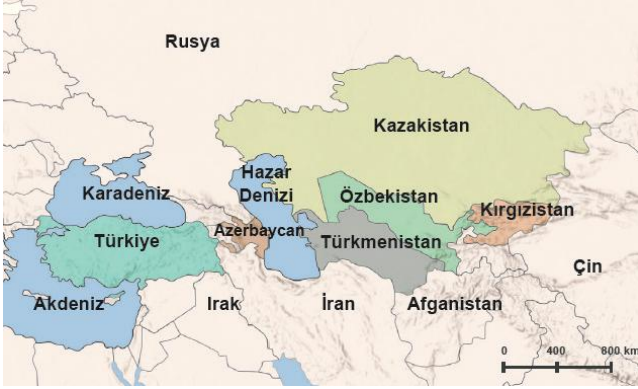 Rusya
Kazakistan
Hazar
Denizi
Karadeniz
Özbekistan
Kırgızistan
Azerbaycan
Türkiye
Türkmenistan
Çin
Akdeniz
Irak
İran
Afganistan
0 400 800 km